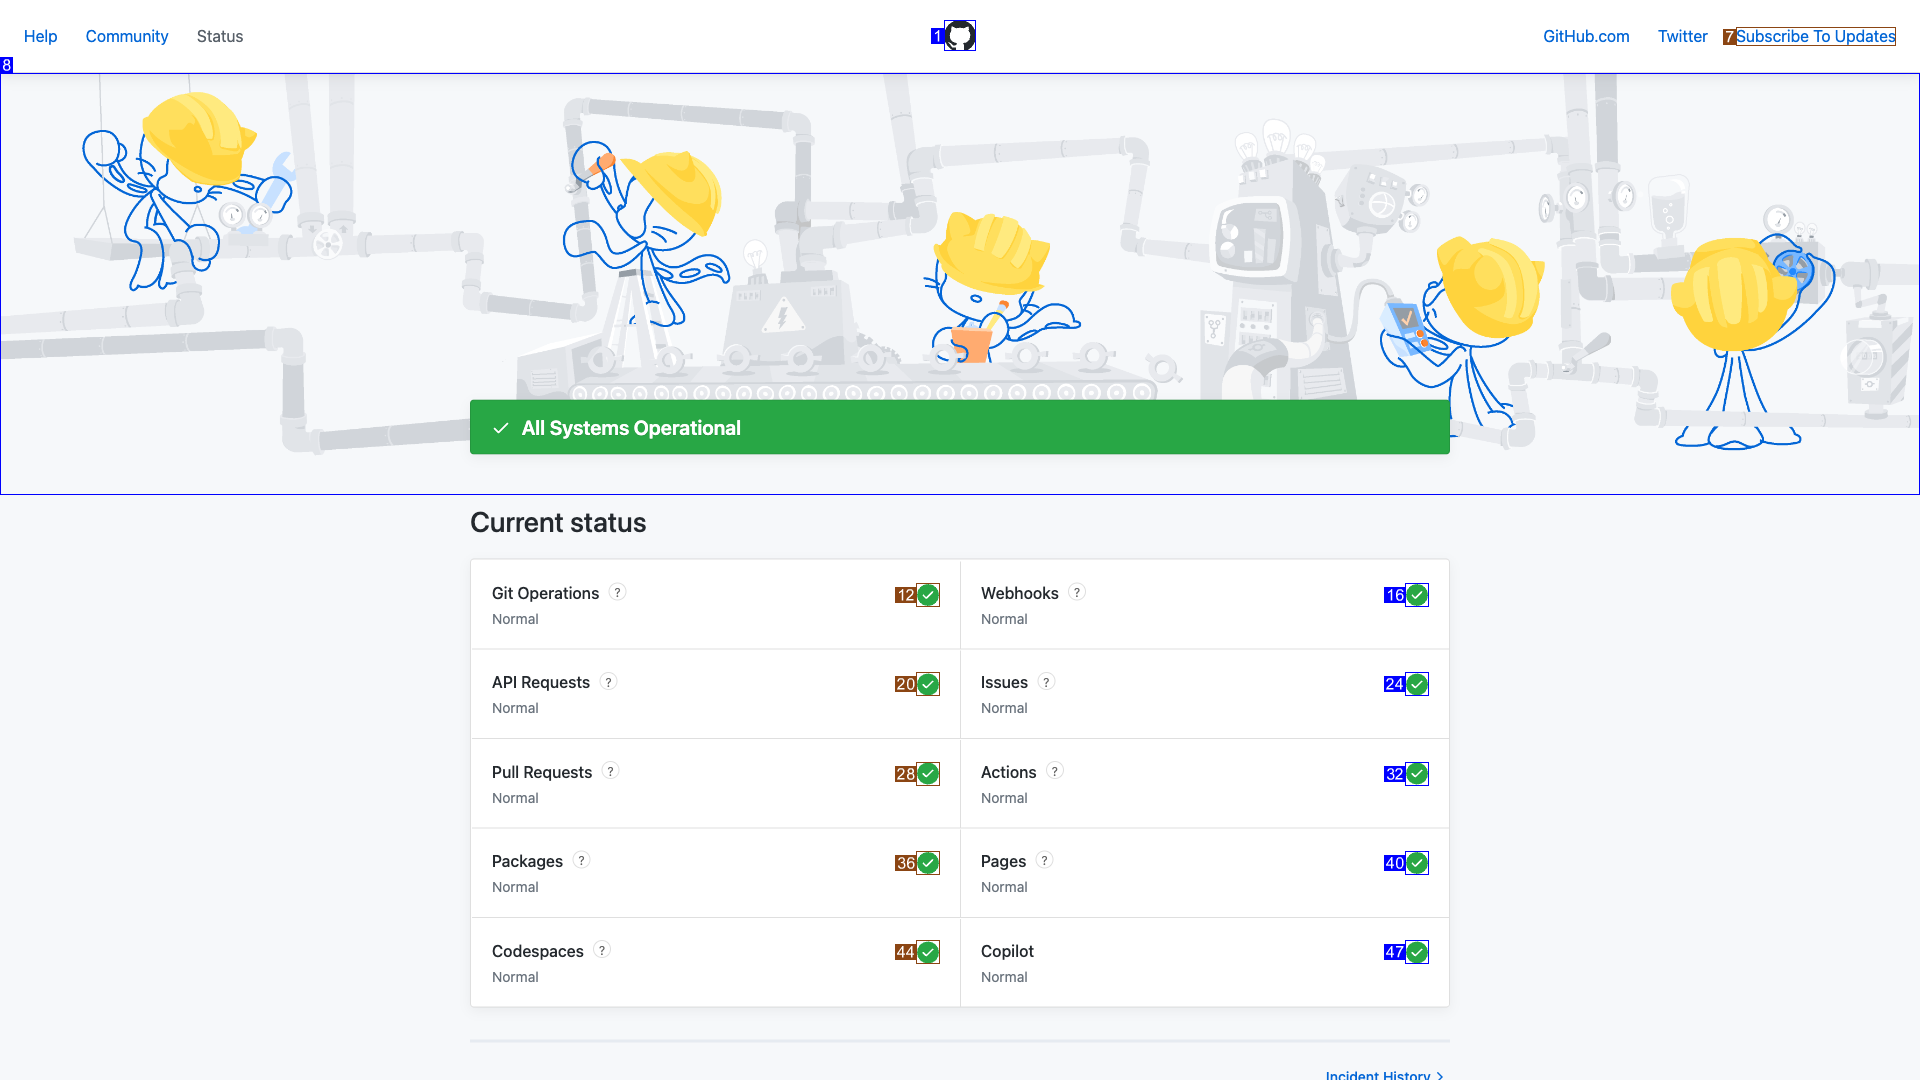 Help Community Status 1 GitHub.com Twitter 7 Subscribe To Updates
8
All Systems Operational
Current status
Git Operations ? 12
Normal
Webhooks ? 16
Normal
API Requests ? 20
Normal
Issues ? 24
Normal
Pull Requests ? 28
Normal
Actions ? 32
Normal
Packages ? 36
Normal
Pages ? 40
Normal
Codespaces ? 44
Normal
Copilot 47
Normal
Incident History